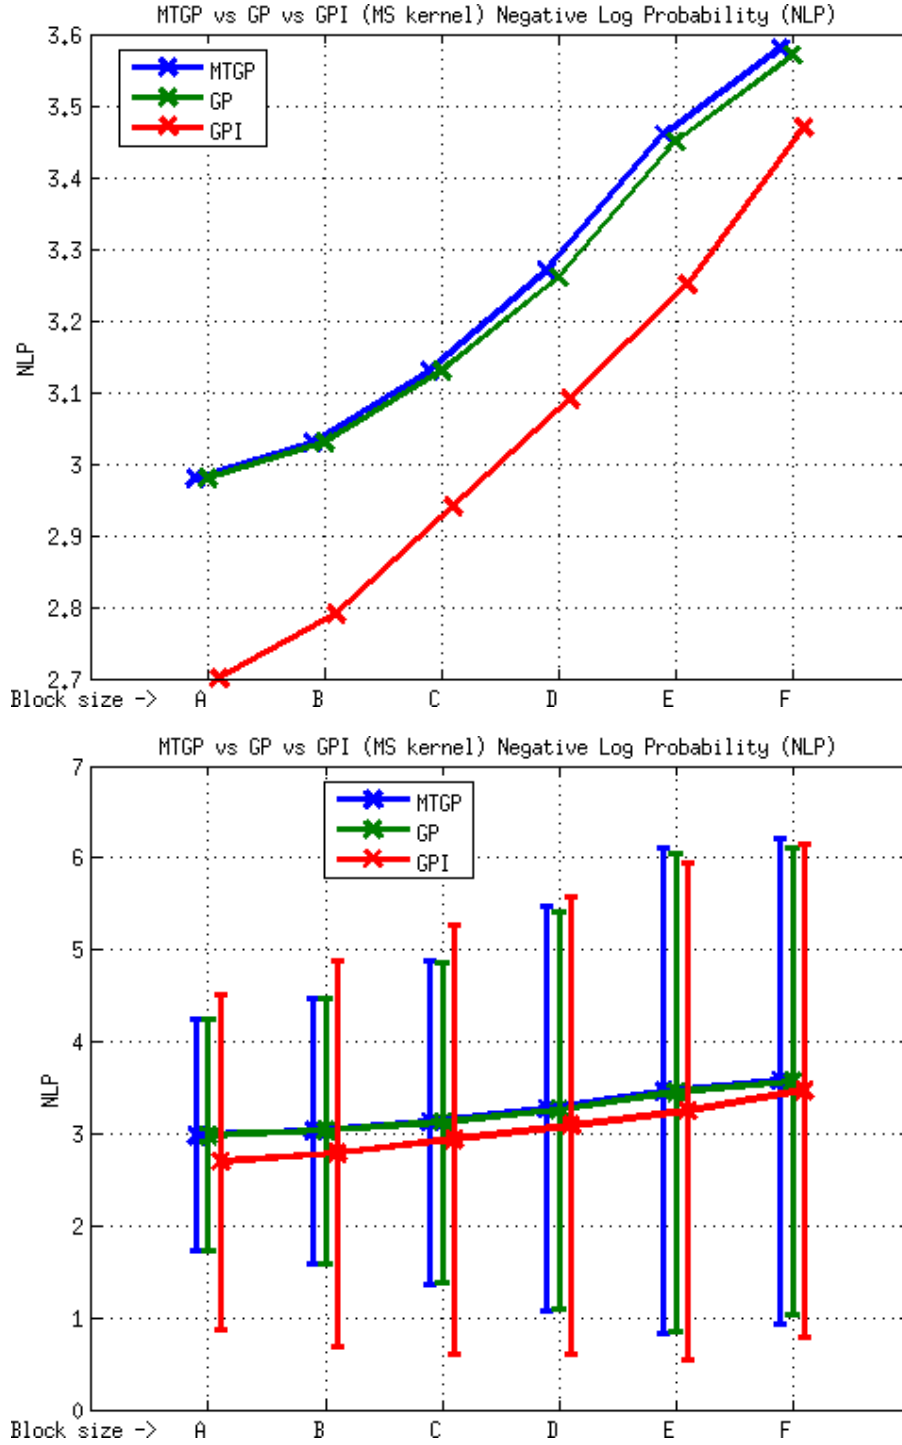 MTGP vs GP vs GPI (MS kernel) Negative Log Probability (NLP)
3.6
MTGP
GP
GPI
3.5
3.4
3.3
3.2
NLP
3.1
3
2.9
2.8
2.7
Block size -> A B C D E F
MTGP vs GP vs GPI (MS kernel) Negative Log Probability (NLP)
7
MTGP
GP
GPI
6
5
4
NLP
3
2
1
0
Block size -> A B C D E F